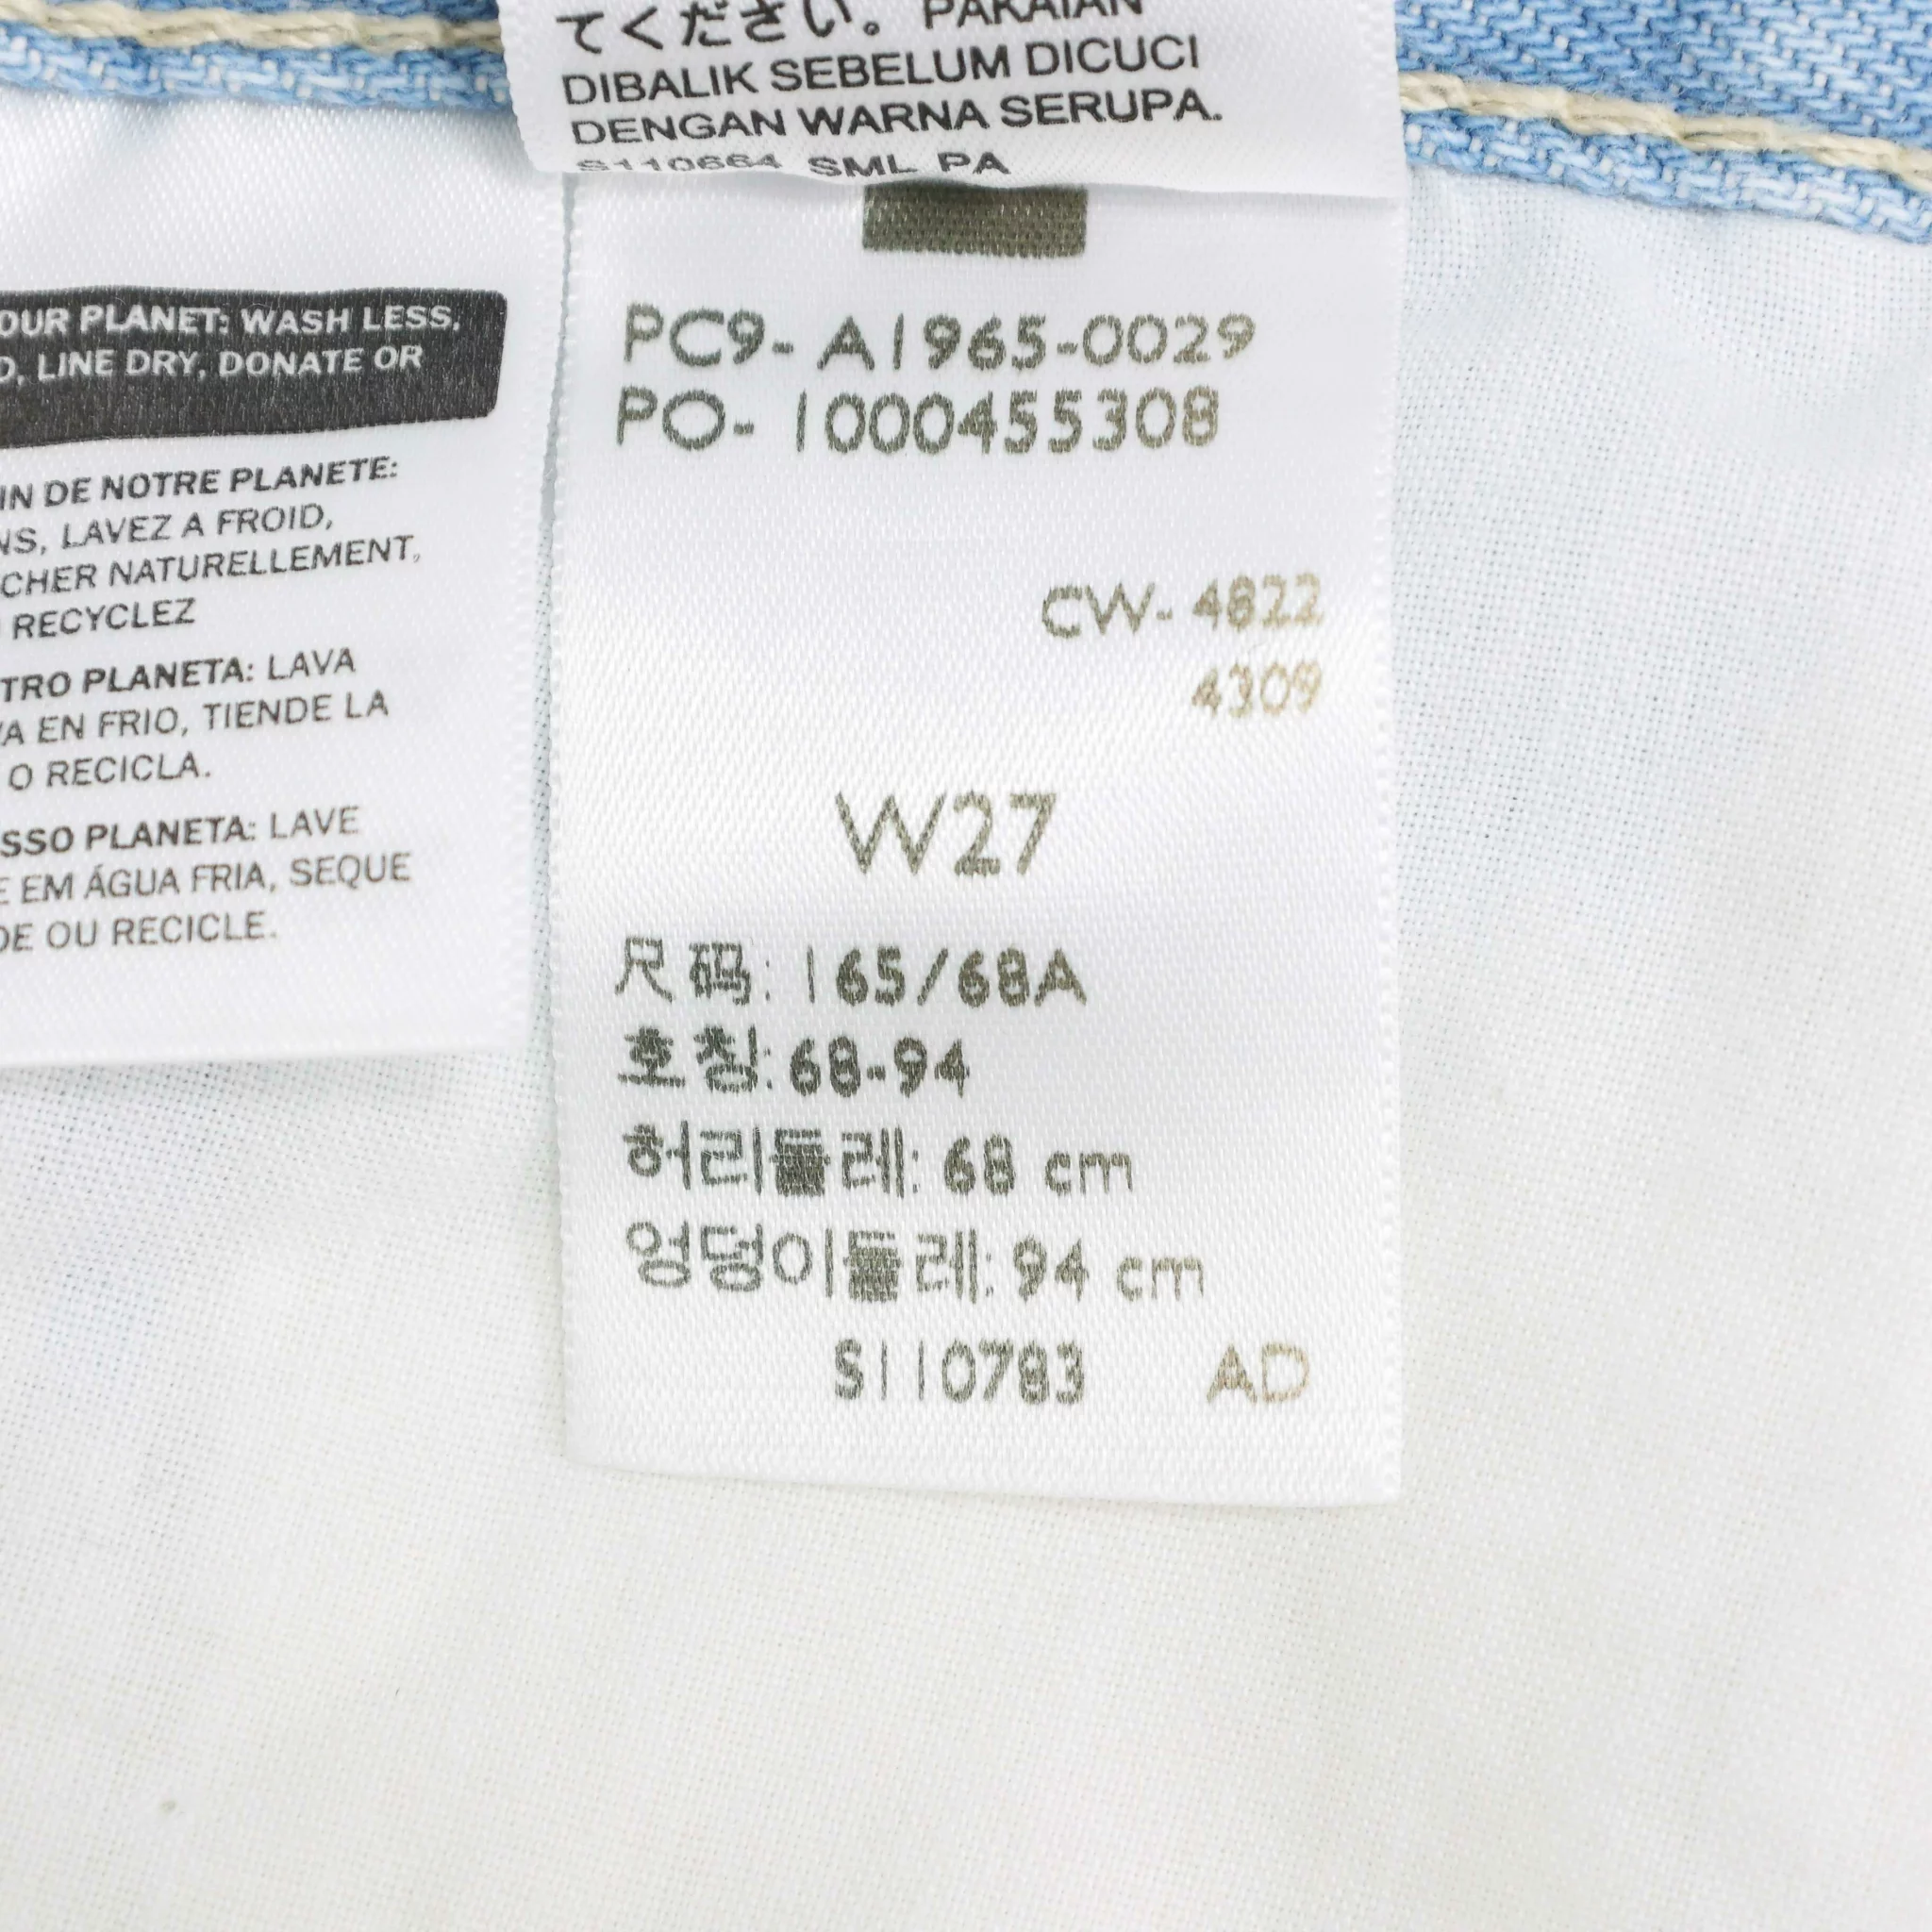 てください。 PAKAIAN
DIBALIK SEBELUM DICUCI
DENGAN WARNA SERUPA.
S110664 SML PA
OUR PLANET: WASH LESS,
LINE DRY, DONATE OR
IN DE NOTRE PLANETE:
NS, LAVEZ A FROID,
CHER NATURELLEMENT,
RECYCLEZ
TRO PLANETA: LAVA
VA EN FRIO, TIENDE LA
O RECICLA.
SSO PLANETA: LAVE
E EM ÁGUA FRIA, SEQUE
DE OU RECICLE.
PC9- A1965-0029
PO- 1000455308
CW- 4822
4309
W27
尺码: 165/68A
호칭: 68-94
허리둘레: 68 cm
엉덩이둘레: 94 cm
S110783 AD